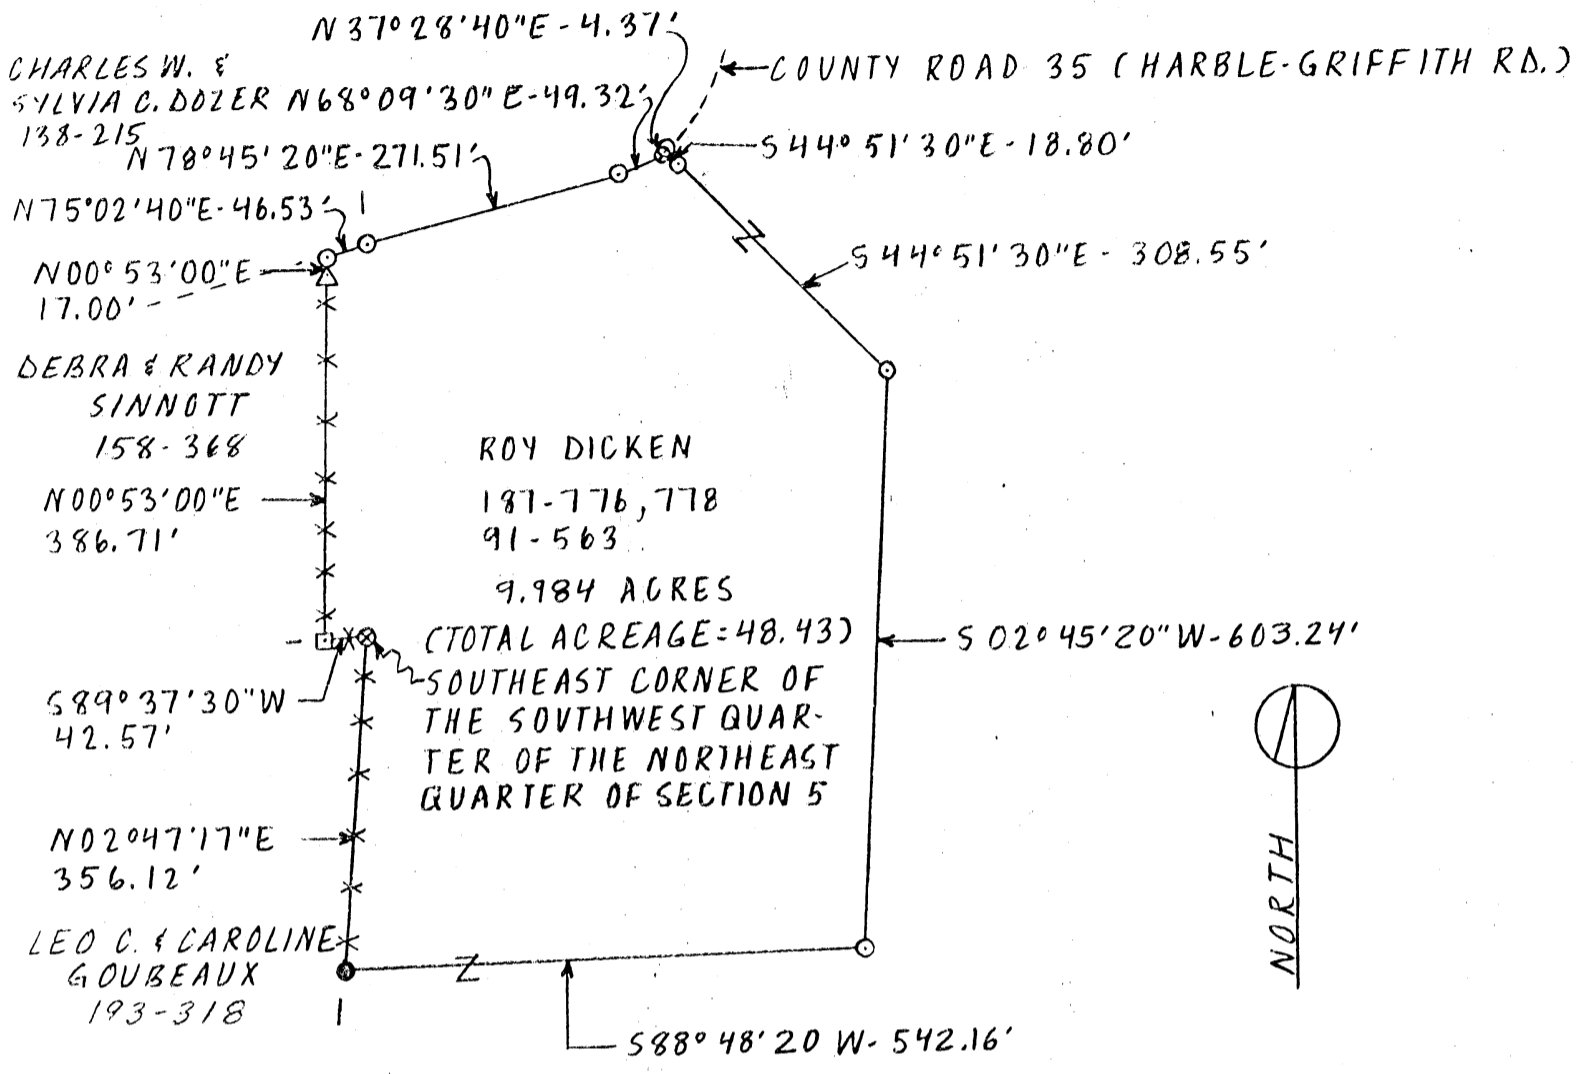 N 37° 28' 40" E - 4.37'
CHARLES W. &
SYLVIA C. DOZER
138-215
N 68° 09' 30" E - 49.32'
COUNTY ROAD 35 (HARBLE-GRIFFITH RD.)
S 44° 51' 30" E - 18.80'
N 78° 45' 20" E - 271.51'
N 75° 02' 40" E - 46.53'
N 00° 53' 00" E
17.00'
S 44° 51' 30" E - 308.55'
DEBRA & RANDY
SINNOTT
158-368
N 00° 53' 00" E
386.71'
ROY DICKEN
187-776, 778
91-563
9.984 ACRES
(TOTAL ACREAGE = 48.43)
SOUTHEAST CORNER OF
THE SOUTHWEST QUAR-
TER OF THE NORTHEAST
QUARTER OF SECTION 5
S 02° 45' 20" W - 603.24'
S 89° 37' 30" W
42.57'
N 02° 47' 17" E
356.12'
LEO C. & CAROLINE
GOUBEAUX
193-318
S 88° 48' 20 W - 542.16'
NORTH